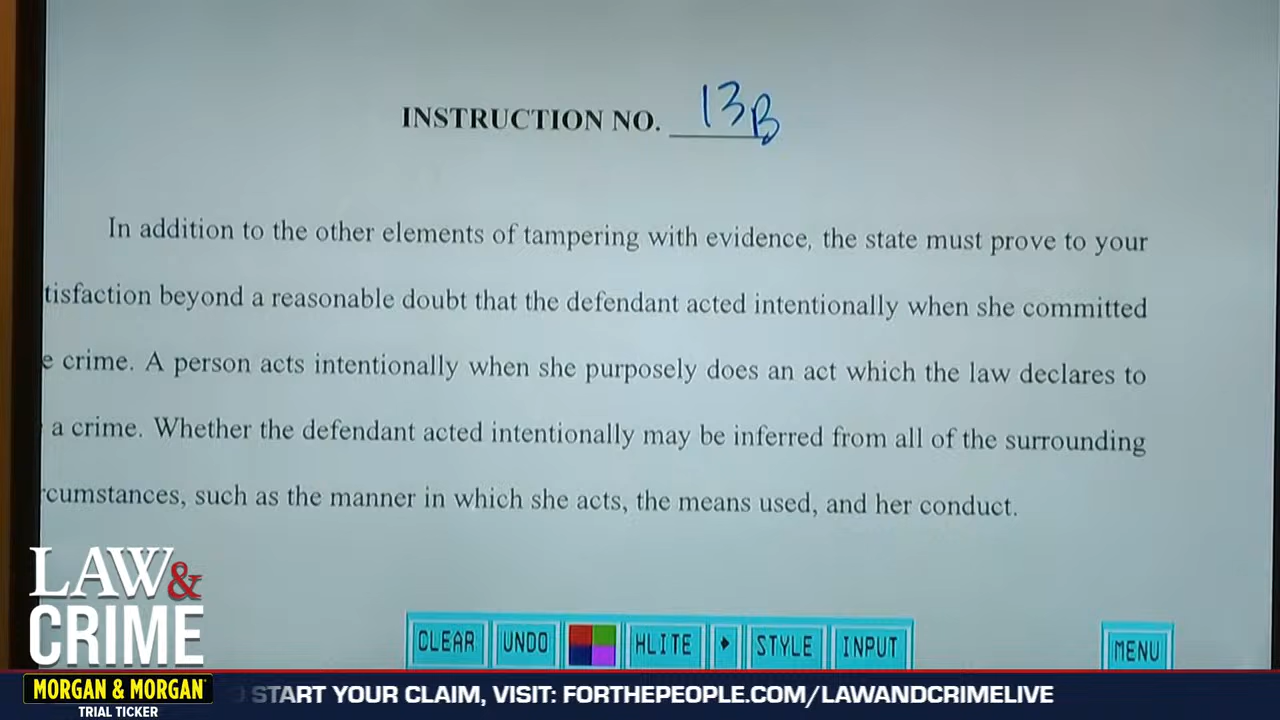 INSTRUCTION NO. 13B
In addition to the other elements of tampering with evidence, the state must prove to your
tisfaction beyond a reasonable doubt that the defendant acted intentionally when she committed
e crime. A person acts intentionally when she purposely does an act which the law declares to
a crime. Whether the defendant acted intentionally may be inferred from all of the surrounding
rcumstances, such as the manner in which she acts, the means used, and her conduct.
LAW&
CRIME
CLEAR UNDO HLITE STYLE INPUT MENU
MORGAN & MORGAN
TRIAL TICKER
START YOUR CLAIM, VISIT: FORTHEPEOPLE.COM/LAWANDCRIMELIVE